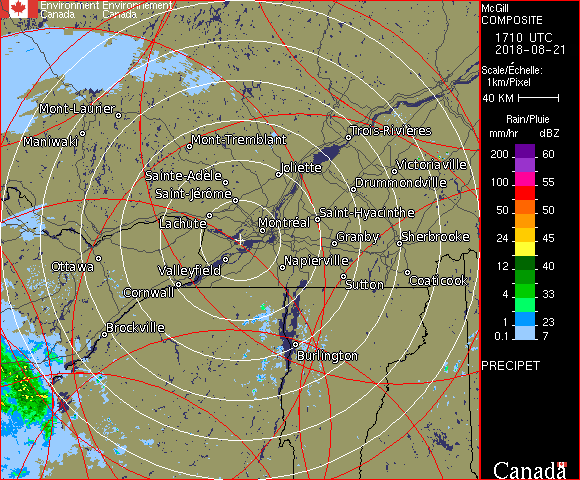 Environment Environnement
Canada Canada
McGill
COMPOSITE
1710 UTC
2018-08-21
Scale/Échelle:
1km/Pixel
40 KM
Rain/Pluie
mm/hr dBZ
200 60
100 55
50 50
24 45
12 40
4 33
1 23
0.1 7
PRECIPET
Canada
Mont-Laurier
Maniwaki
Mont-Tremblant
Trois-Rivières
Joliette
Victoriaville
Sainte-Adèle
Drummondville
Saint-Jérôme
Saint-Hyacinthe
Lachute
Montréal
Granby
Sherbrooke
Ottawa
Valleyfield
Napierville
Cornwall
Sutton
Coaticook
Brockville
Burlington